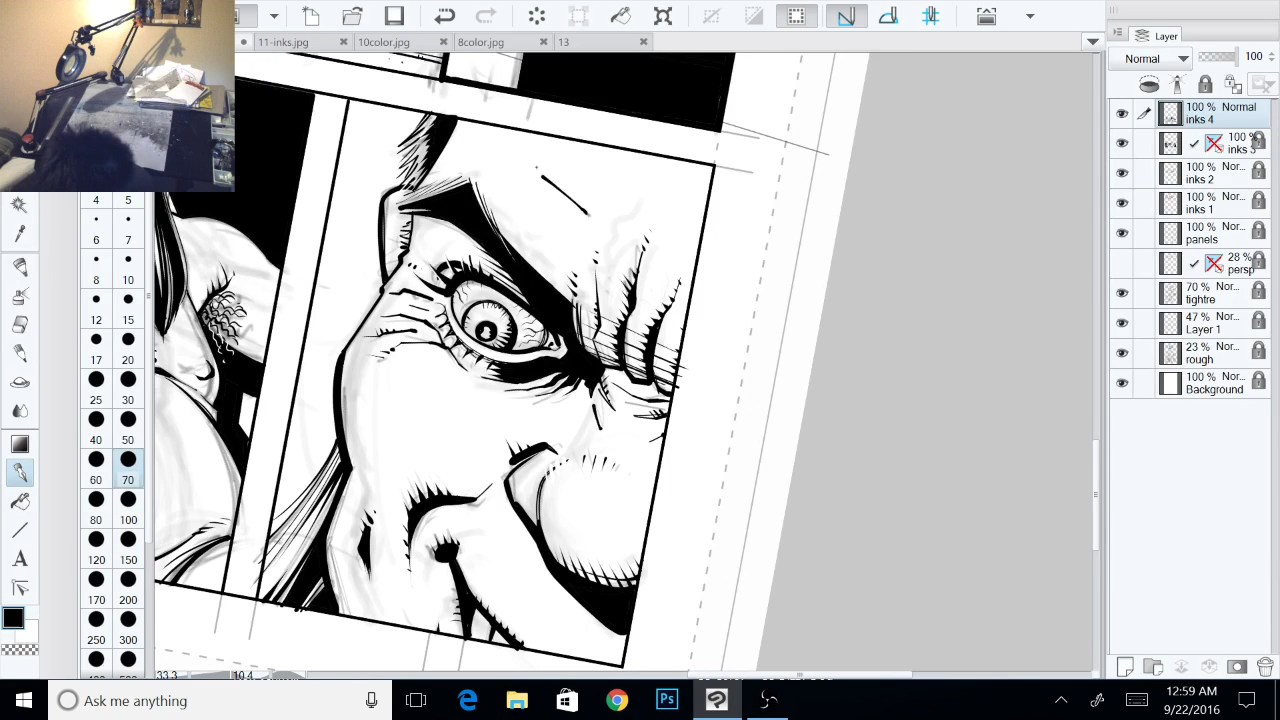 11-inks.jpg
10color.jpg
8color.jpg
13
Layer
Normal
100
100 % Normal
inks 4
100 %
inks 3
100 % Nor...
inks 2
100 % Nor...
inks 1
100 % Nor...
panels
28 %
persp
70 % Nor...
tightre
47 % Nor...
Layer 1
23 % Nor...
rough
100 % Nor...
Background
4 5
6 7
8 10
12 15
17 20
25 30
40 50
60 70
80 100
120 150
170 200
250 300
33.3
10.4
Ask me anything
12:59 AM
9/22/2016